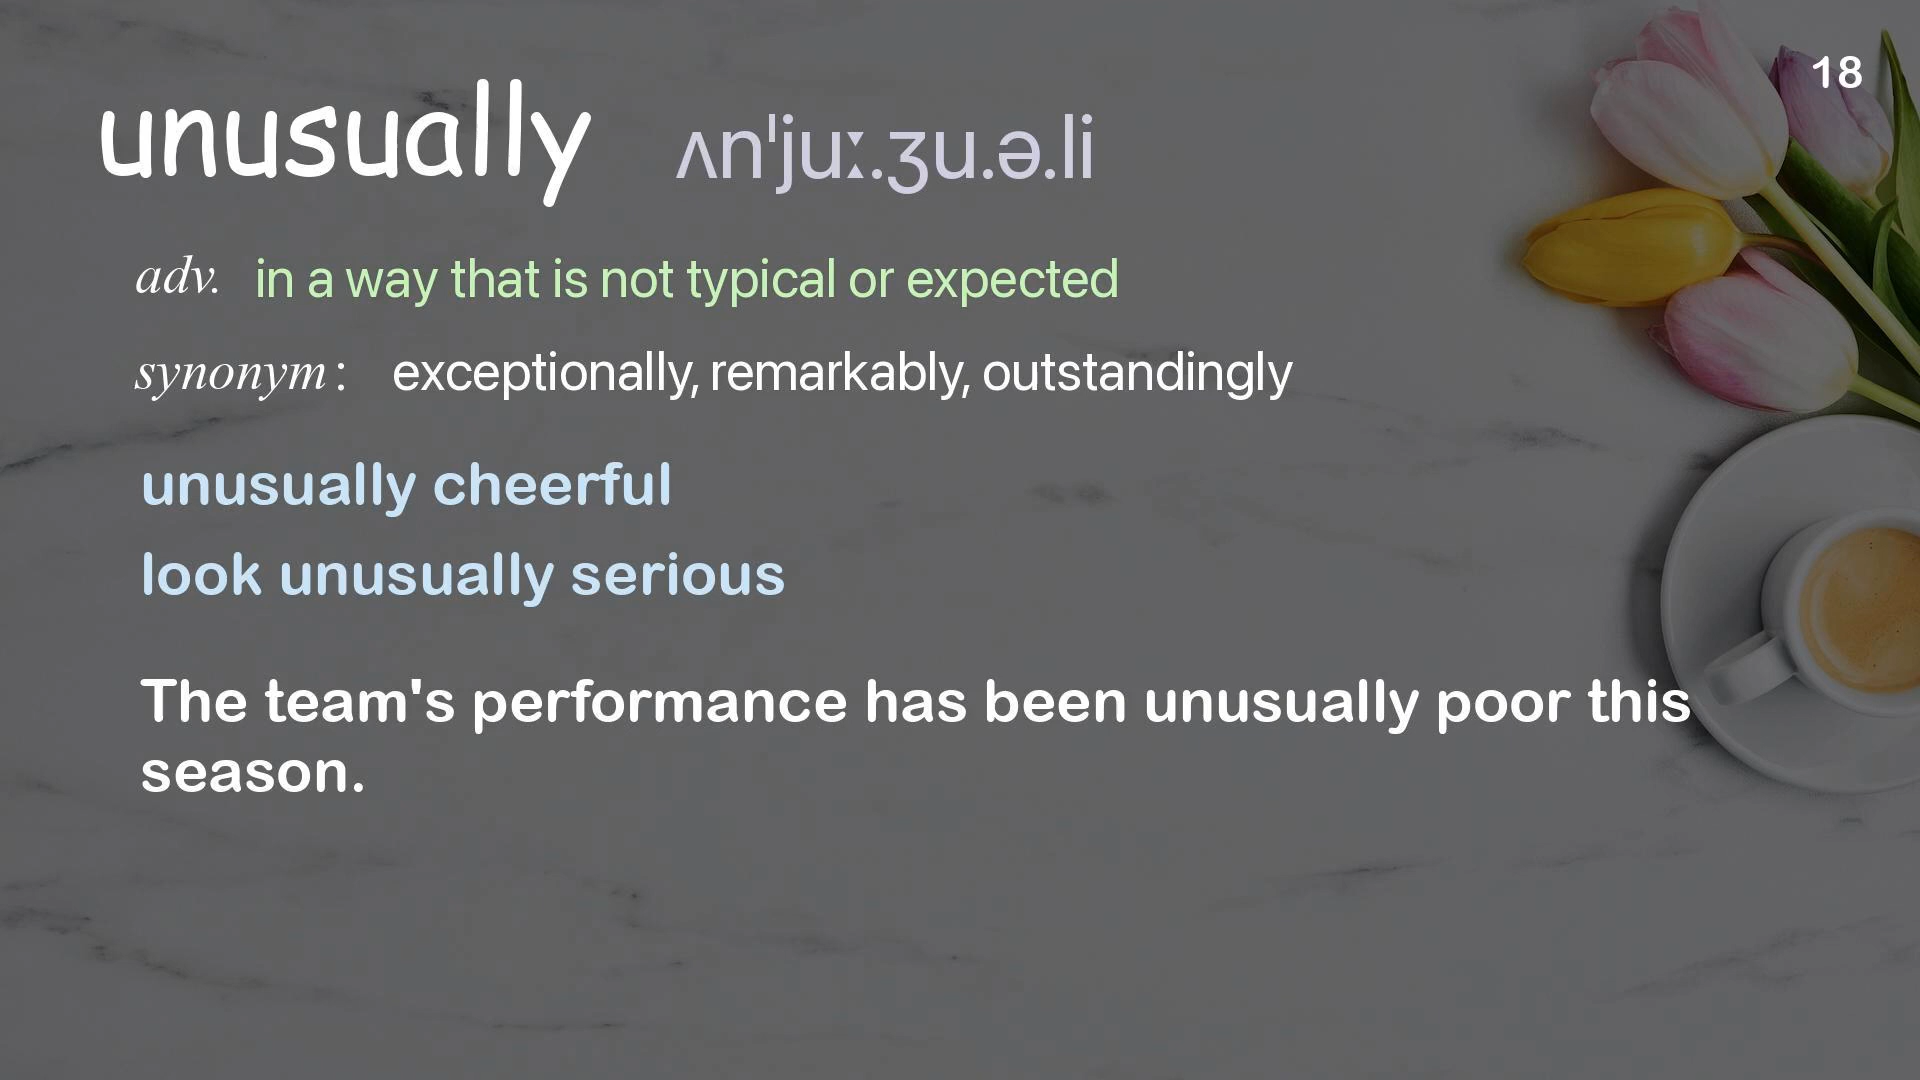 18
unusually ʌnˈjuː.ʒu.ə.li
adv. in a way that is not typical or expected
synonym : exceptionally, remarkably, outstandingly
unusually cheerful
look unusually serious
The team's performance has been unusually poor this
season.